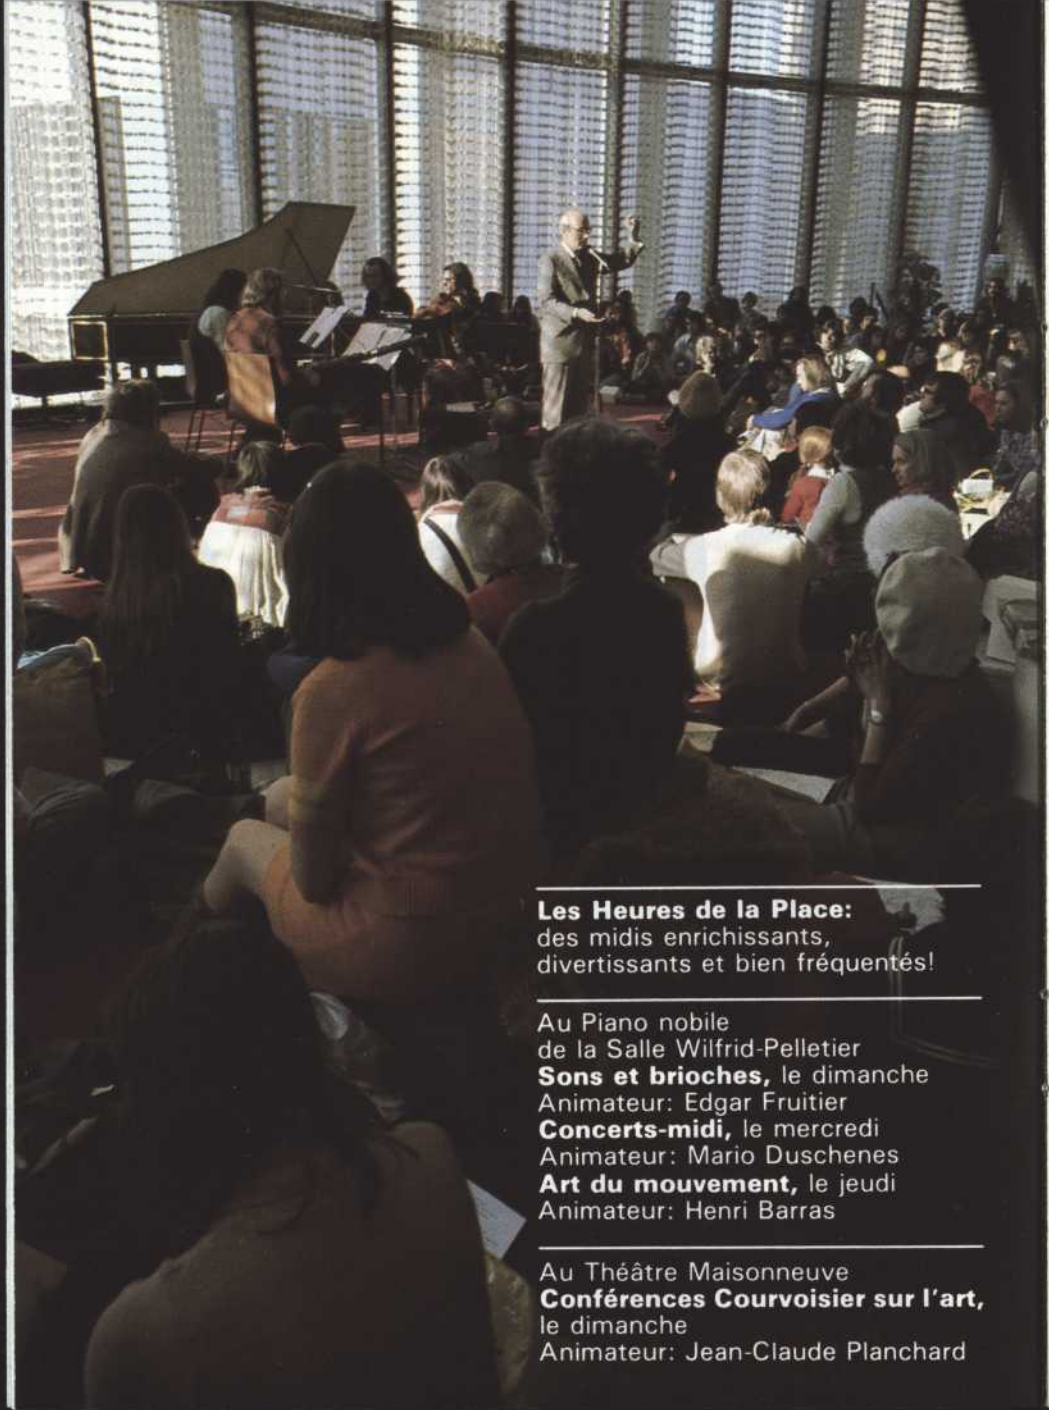 Les Heures de la Place:
des midis enrichissants,
divertissants et bien fréquentés!
Au Piano nobile
de la Salle Wilfrid-Pelletier
Sons et brioches, le dimanche
Animateur: Edgar Fruitier
Concerts-midi, le mercredi
Animateur: Mario Duschenes
Art du mouvement, le jeudi
Animateur: Henri Barras
Au Théâtre Maisonneuve
Conférences Courvoisier sur l'art,
le dimanche
Animateur: Jean-Claude Planchard